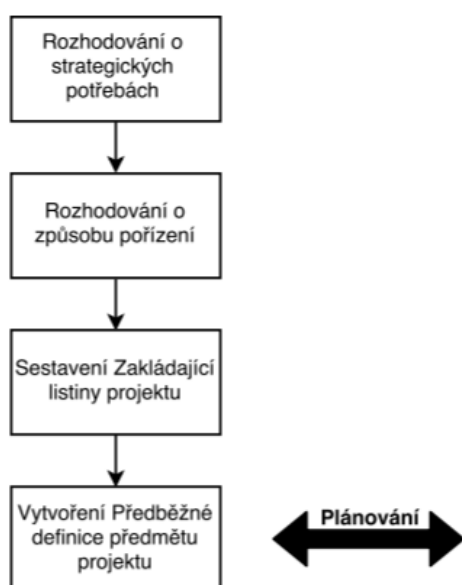 Rozhodování o
strategických
potřebách
Rozhodování o
způsobu pořízení
Sestavení Zakládající
listiny projektu
Vytvoření Předběžné
definice předmětu
projektu
Plánování